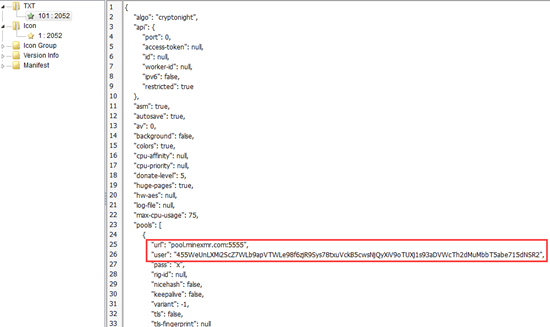 TXT
101 : 2052
Icon
1 : 2052
Icon Group
Version Info
Manifest
1 {
2 "algo": "cryptonight",
3 "api": {
4 "port": 0,
5 "access-token": null,
6 "id": null,
7 "worker-id": null,
8 "ipv6": false,
9 "restricted": true
10 },
11 "asm": true,
12 "autosave": true,
13 "av": 0,
14 "background": false,
15 "colors": true,
16 "cpu-affinity": null,
17 "cpu-priority": null,
18 "donate-level": 5,
19 "huge-pages": true,
20 "hw-aes": null,
21 "log-file": null,
22 "max-cpu-usage": 75,
23 "pools": [
24 {
25 "url": "pool.minexmr.com:5555",
26 "user":
27 "pass": "x",
28 "rig-id": null,
29 "nicehash": false,
30 "keepalive": false,
31 "variant": -1,
32 "tls": false,
33 "tls-fingerprint": null